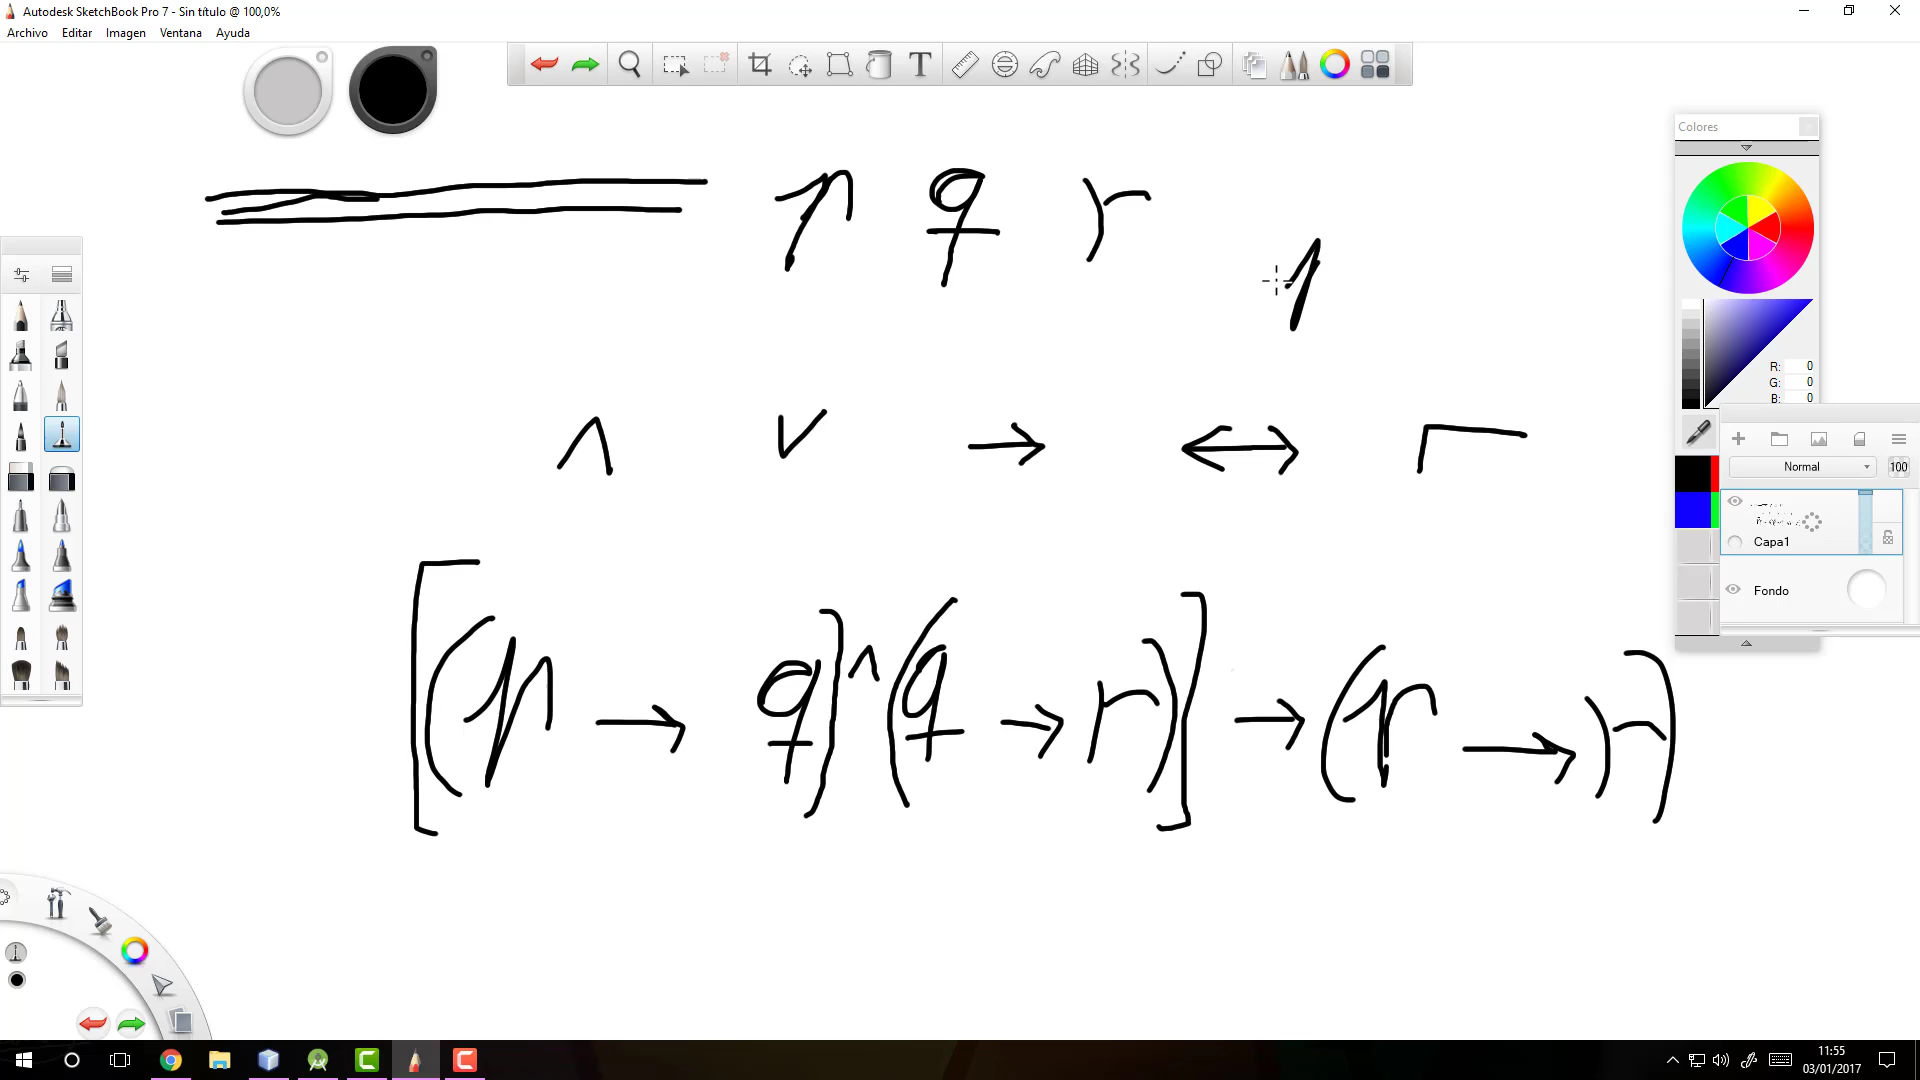 Autodesk SketchBook Pro 7 - Sin título @ 100,0%
Archivo Editar Imagen Ventana Ayuda
T
Colores
p q r
R: 0
G: 0
B: 0
∧ ∨ → ↔ ¬
Normal 100
Capa1
Fondo
[(p → q) ∧ (q → r)] → (p → r)
11:55
03/01/2017